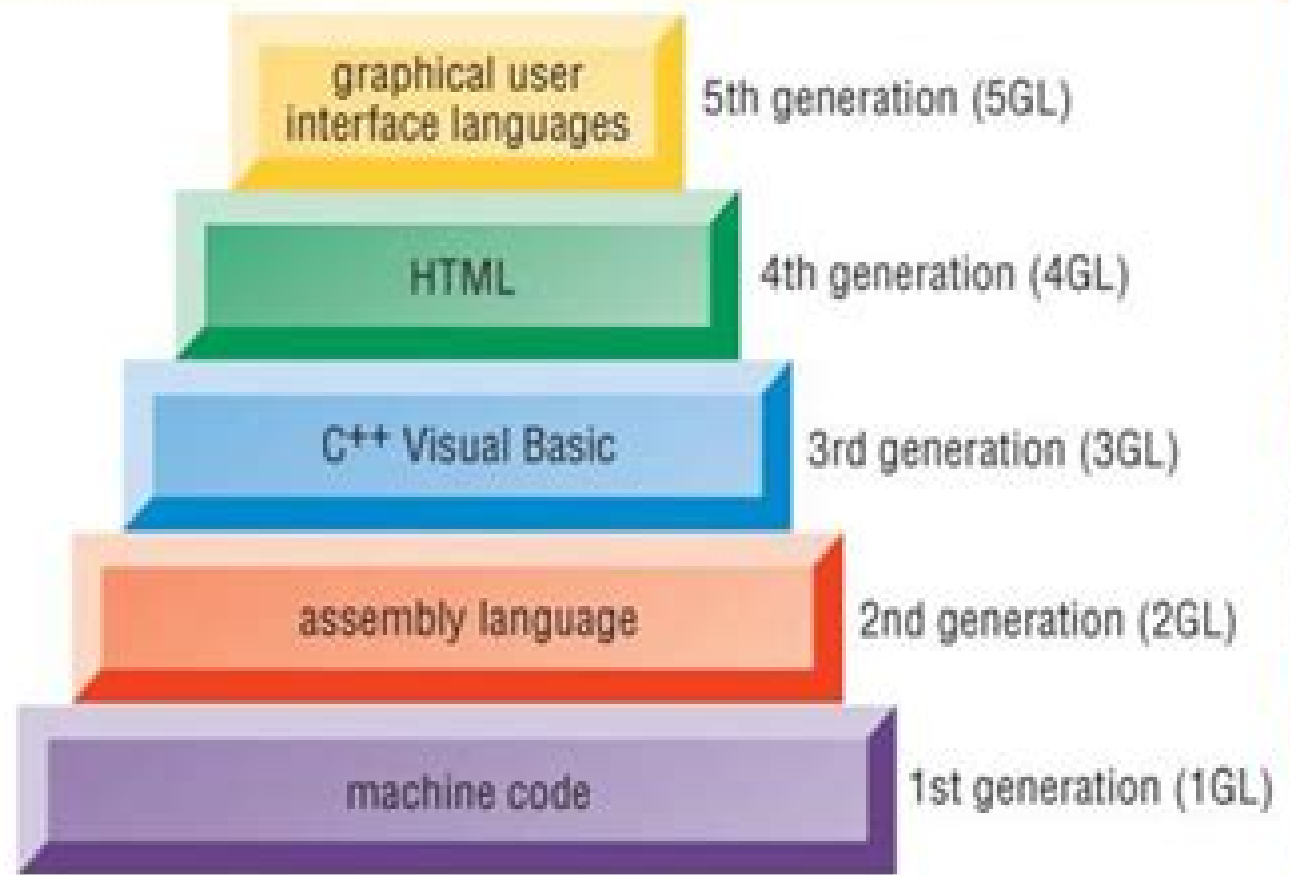 graphical user
interface languages
5th generation (5GL)
HTML
4th generation (4GL)
C++ Visual Basic
3rd generation (3GL)
assembly language
2nd generation (2GL)
machine code
1st generation (1GL)